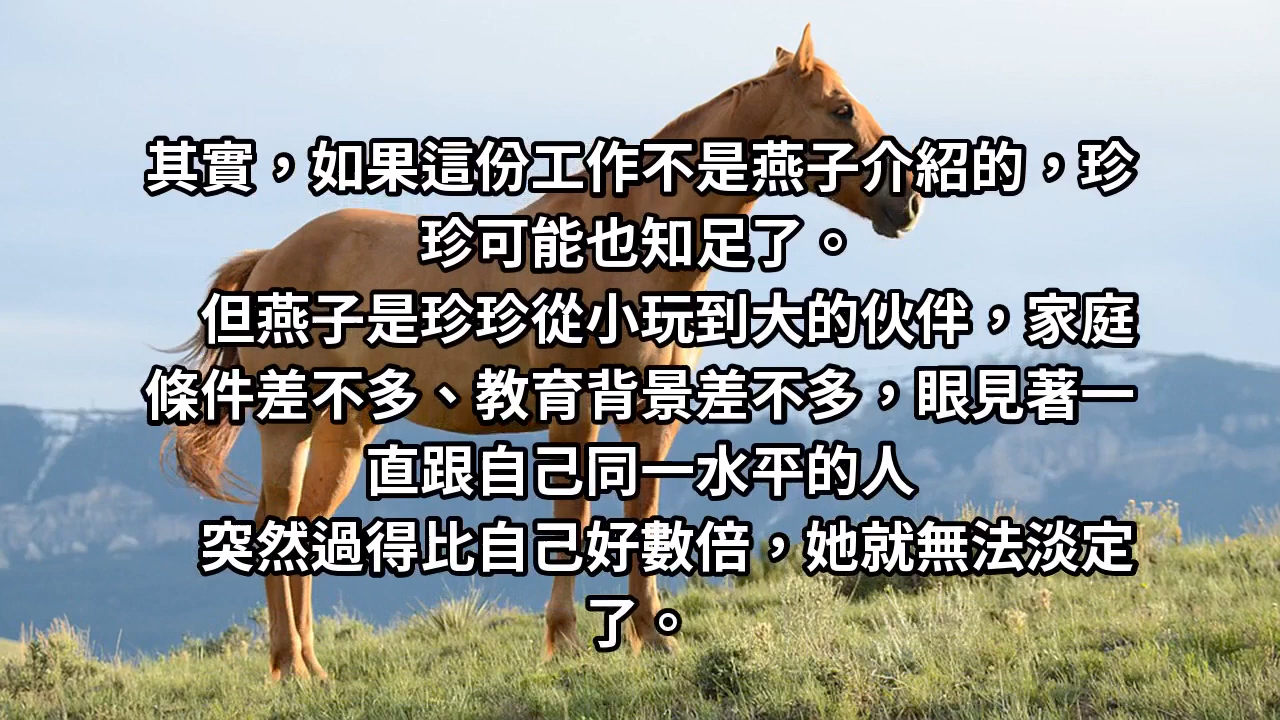 其實，如果這份工作不是燕子介紹的，珍
珍可能也知足了。
但燕子是珍珍從小玩到大的伙伴，家庭
條件差不多、教育背景差不多，眼見著一
直跟自己同一水平的人
突然過得比自己好數倍，她就無法淡定
了。